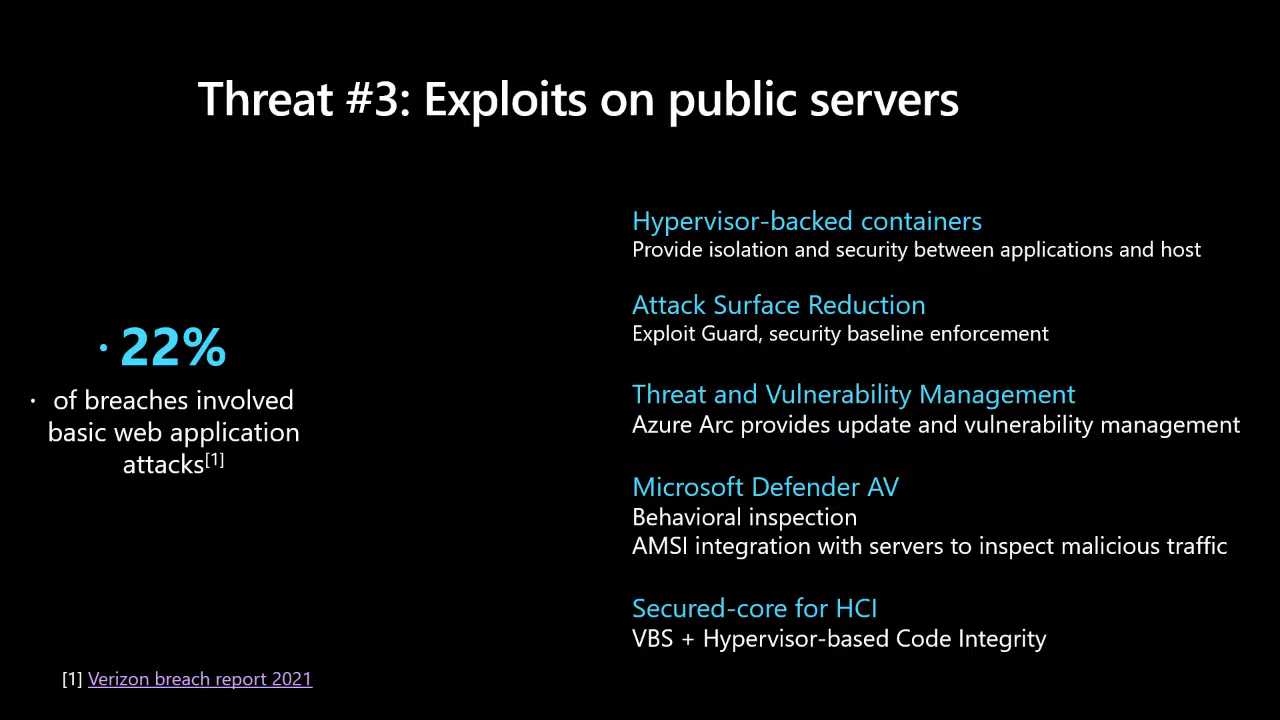 Threat #3: Exploits on public servers
· 22%
· of breaches involved
basic web application
attacks[1]
Hypervisor-backed containers
Provide isolation and security between applications and host
Attack Surface Reduction
Exploit Guard, security baseline enforcement
Threat and Vulnerability Management
Azure Arc provides update and vulnerability management
Microsoft Defender AV
Behavioral inspection
AMSI integration with servers to inspect malicious traffic
Secured-core for HCI
VBS + Hypervisor-based Code Integrity
[1] Verizon breach report 2021